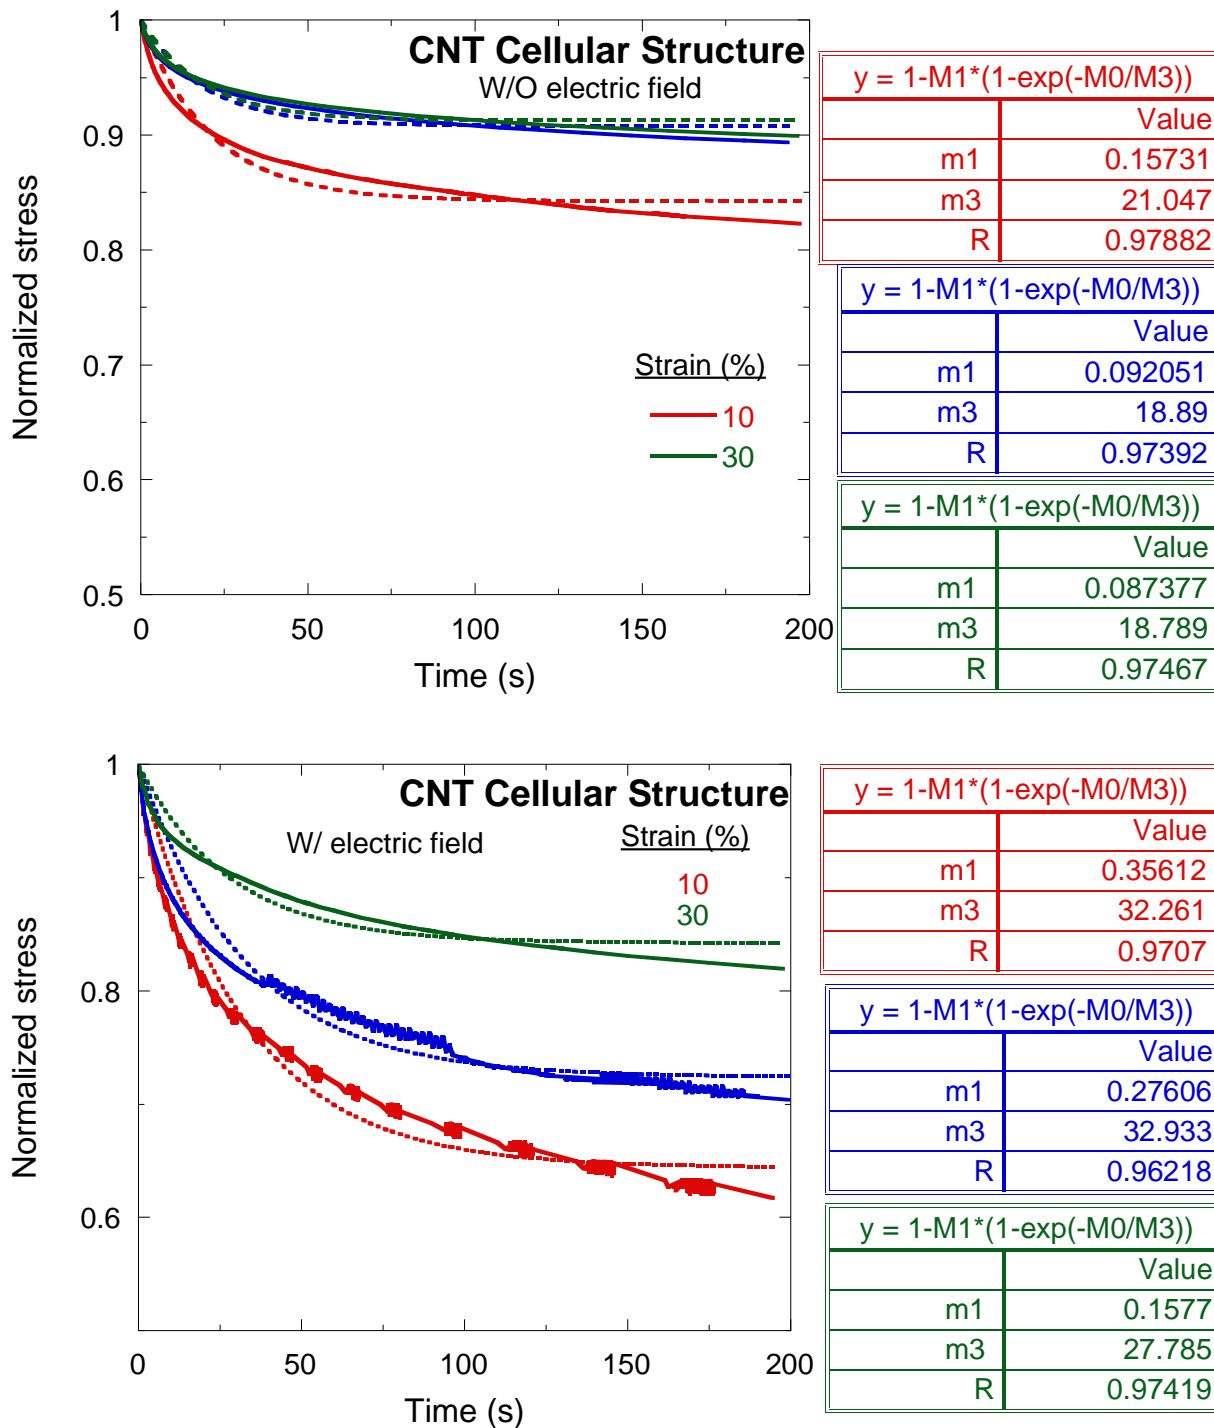 CNT Cellular Structure
W/O electric field
1
0.9
0.8
0.7
0.6
0.5
Normalized stress
Strain (%)
10
30
0
50
100
150
200
Time (s)
y = 1-M1*(1-exp(-M0/M3))
Value
m1 0.15731
m3 21.047
R 0.97882
y = 1-M1*(1-exp(-M0/M3))
Value
m1 0.092051
m3 18.89
R 0.97392
y = 1-M1*(1-exp(-M0/M3))
Value
m1 0.087377
m3 18.789
R 0.97467
CNT Cellular Structure
W/ electric field
Strain (%)
10
30
1
0.8
0.6
Normalized stress
0
50
100
150
200
Time (s)
y = 1-M1*(1-exp(-M0/M3))
Value
m1 0.35612
m3 32.261
R 0.9707
y = 1-M1*(1-exp(-M0/M3))
Value
m1 0.27606
m3 32.933
R 0.96218
y = 1-M1*(1-exp(-M0/M3))
Value
m1 0.1577
m3 27.785
R 0.97419